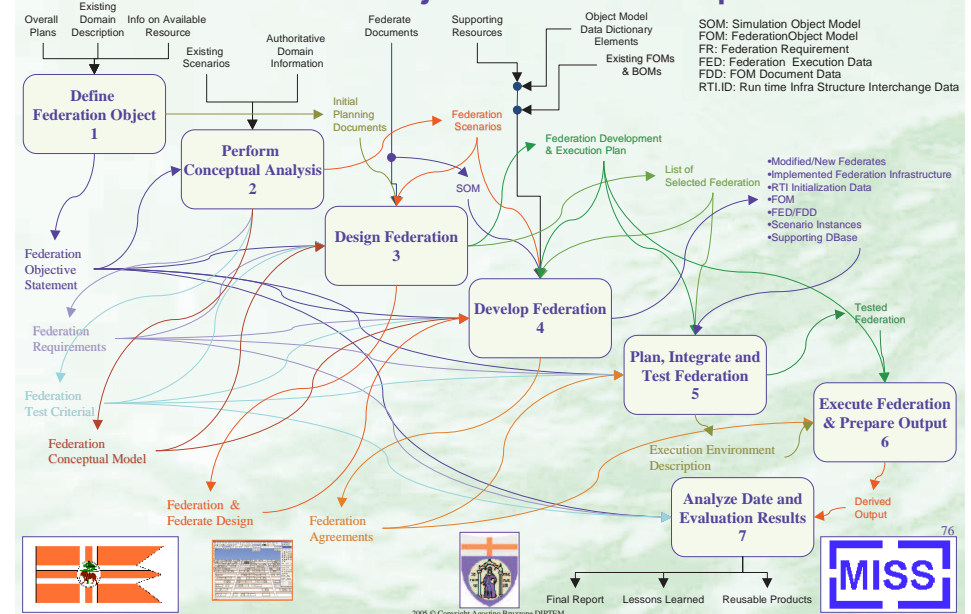 Overall
Plans
Existing
Domain
Description
Info on Available
Resource
Existing
Scenarios
Authoritative
Domain
Information
Federate
Documents
Supporting
Resources
Object Model
Data Dictionary
Elements
Existing FOMs
& BOMs
SOM: Simulation Object Model
FOM: FederationObject Model
FR: Federation Requirement
FED: Federation Execution Data
FDD: FOM Document Data
RTI.ID: Run time Infra Structure Interchange Data
Define
Federation Object
1
Initial
Planning
Documents
Federation
Scenarios
Perform
Conceptual Analysis
2
Federation Development
& Execution Plan
SOM
List of
Selected Federation
•Modified/New Federates
•Implemented Federation Infrastructure
•RTI Initialization Data
•FOM
•FED/FDD
•Scenario Instances
•Supporting DBase
Design Federation
3
Federation
Objective
Statement
Develop Federation
4
Federation
Requirements
Tested
Federation
Plan, Integrate and
Test Federation
5
Federation
Test Criterial
Execute Federation
& Prepare Output
6
Federation
Conceptual Model
Execution Environment
Description
Federation &
Federate Design
Federation
Agreements
Analyze Date and
Evaluation Results
7
Derived
Output
76
MISS
Final Report
Lessons Learned
Reusable Products
2005 © Copyright Agostino Bruzzone DIPTEM